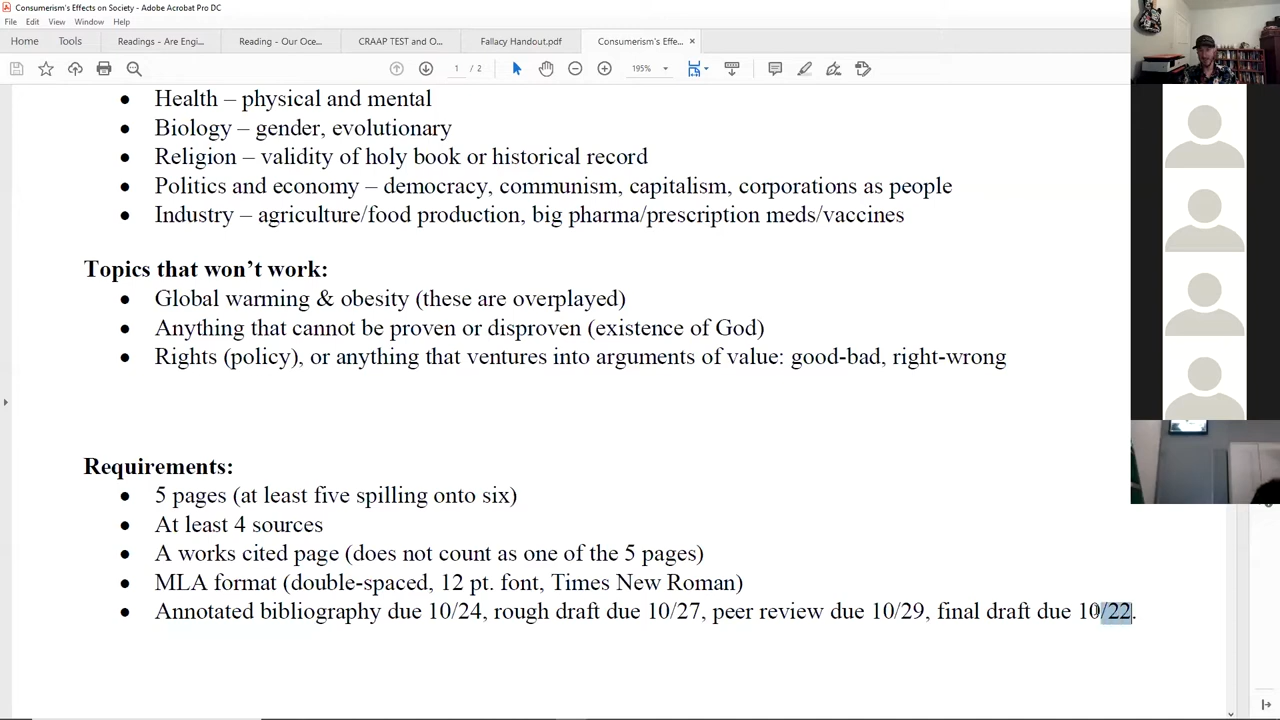 Consumerism's Effects on Society - Adobe Acrobat Pro DC
File Edit View Window Help
Home Tools Readings - Are Engi... Reading - Our Oce... CRAAP TEST and O... Fallacy Handout.pdf Consumerism's Effe... ×
1 / 2 195%
• Health – physical and mental
• Biology – gender, evolutionary
• Religion – validity of holy book or historical record
• Politics and economy – democracy, communism, capitalism, corporations as people
• Industry – agriculture/food production, big pharma/prescription meds/vaccines
Topics that won't work:
• Global warming & obesity (these are overplayed)
• Anything that cannot be proven or disproven (existence of God)
• Rights (policy), or anything that ventures into arguments of value: good-bad, right-wrong
Requirements:
• 5 pages (at least five spilling onto six)
• At least 4 sources
• A works cited page (does not count as one of the 5 pages)
• MLA format (double-spaced, 12 pt. font, Times New Roman)
• Annotated bibliography due 10/24, rough draft due 10/27, peer review due 10/29, final draft due 10/22.